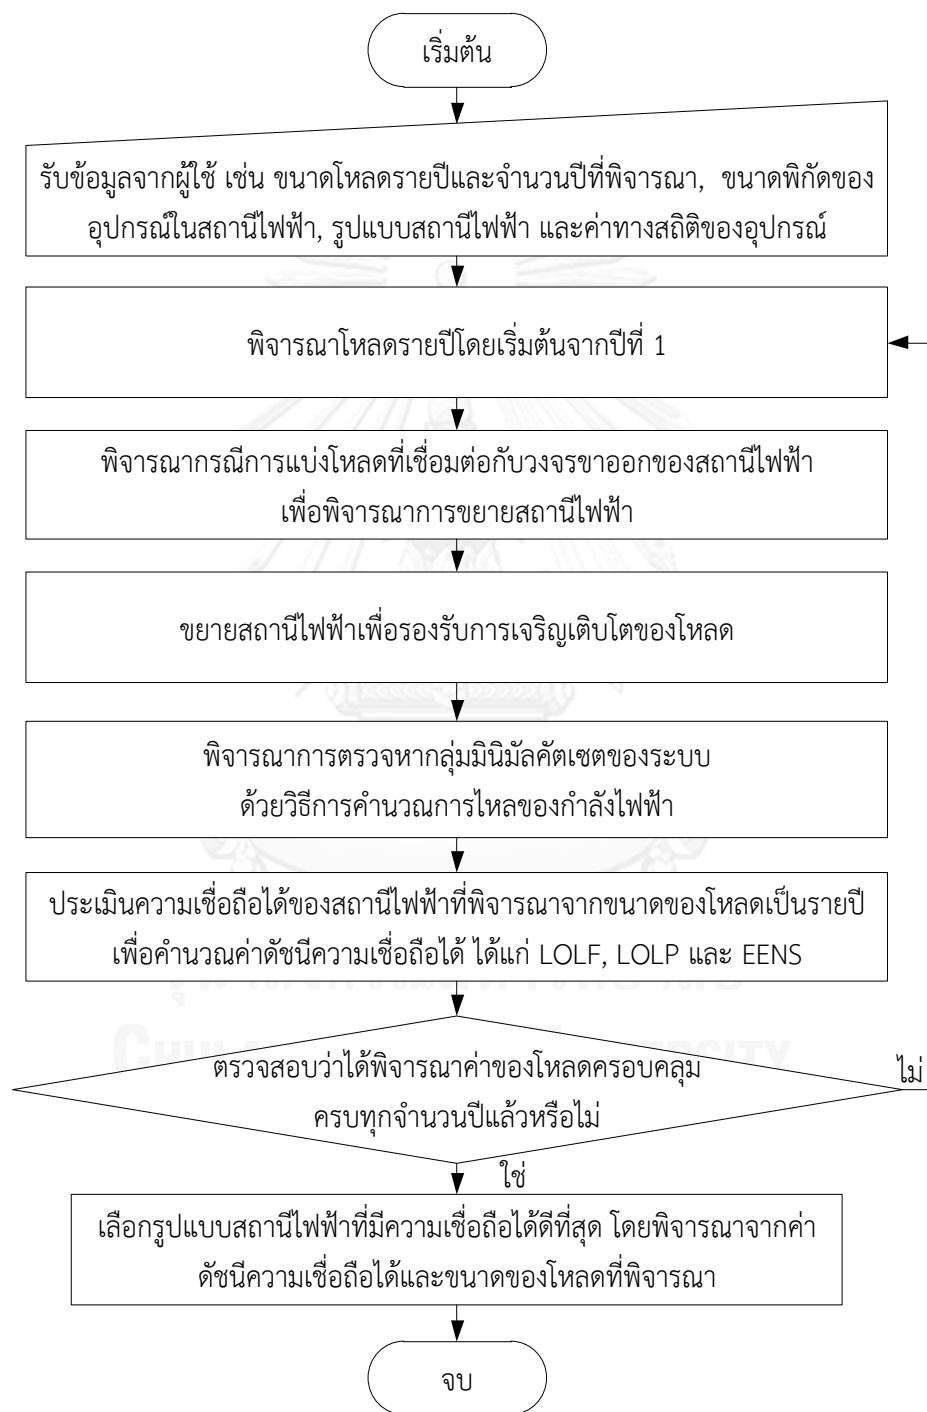 เริ่มต้น
รับข้อมูลจากผู้ใช้ เช่น ขนาดโหลดรายปีและจำนวนปีที่พิจารณา, ขนาดพิกัดของ
อุปกรณ์ในสถานีไฟฟ้า, รูปแบบสถานีไฟฟ้า และค่าทางสถิติของอุปกรณ์
พิจารณาโหลดรายปีโดยเริ่มต้นจากปีที่ 1
พิจารณากรณีการแบ่งโหลดที่เชื่อมต่อกับวงจรขาออกของสถานีไฟฟ้า
เพื่อพิจารณาการขยายสถานีไฟฟ้า
ขยายสถานีไฟฟ้าเพื่อรองรับการเจริญเติบโตของโหลด
พิจารณาการตรวจหากลุ่มมินิมัลคัตเซตของระบบ
ด้วยวิธีการคำนวณการไหลของกำลังไฟฟ้า
ประเมินความเชื่อถือได้ของสถานีไฟฟ้าที่พิจารณาจากขนาดของโหลดเป็นรายปี
เพื่อคำนวณค่าดัชนีความเชื่อถือได้ ได้แก่ LOLF, LOLP และ EENS
ตรวจสอบว่าได้พิจารณาค่าของโหลดครอบคลุม
ครบทุกจำนวนปีแล้วหรือไม่
ไม่
ใช่
เลือกรูปแบบสถานีไฟฟ้าที่มีความเชื่อถือได้ดีที่สุด โดยพิจารณาจากค่า
ดัชนีความเชื่อถือได้และขนาดของโหลดที่พิจารณา
จบ